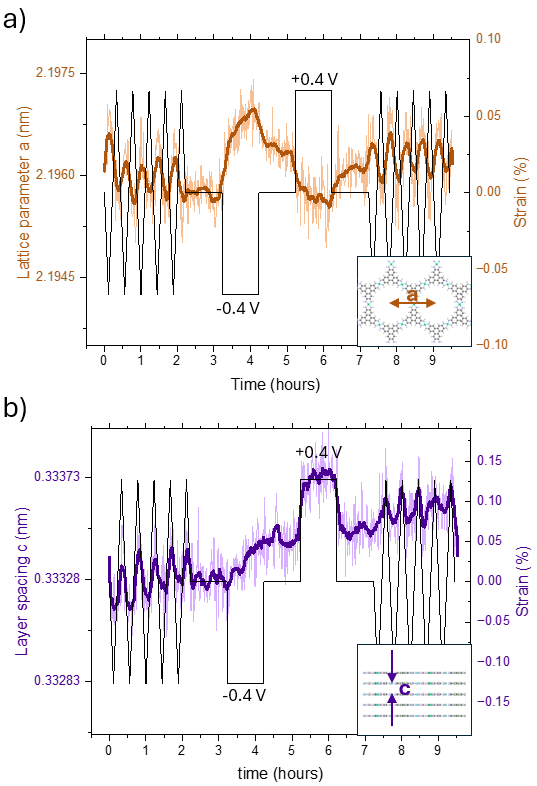 a)
Lattice parameter a (nm)
2.1975
2.1960
2.1945
+0.4 V
-0.4 V
0.10
0.05
0.00
−0.05
−0.10
Strain (%)
a
0 1 2 3 4 5 6 7 8 9
Time (hours)
b)
Layer spacing c (nm)
0.33373
0.33328
0.33283
+0.4 V
-0.4 V
0.15
0.10
0.05
0.00
−0.05
−0.10
−0.15
Strain (%)
c
0 1 2 3 4 5 6 7 8 9
time (hours)